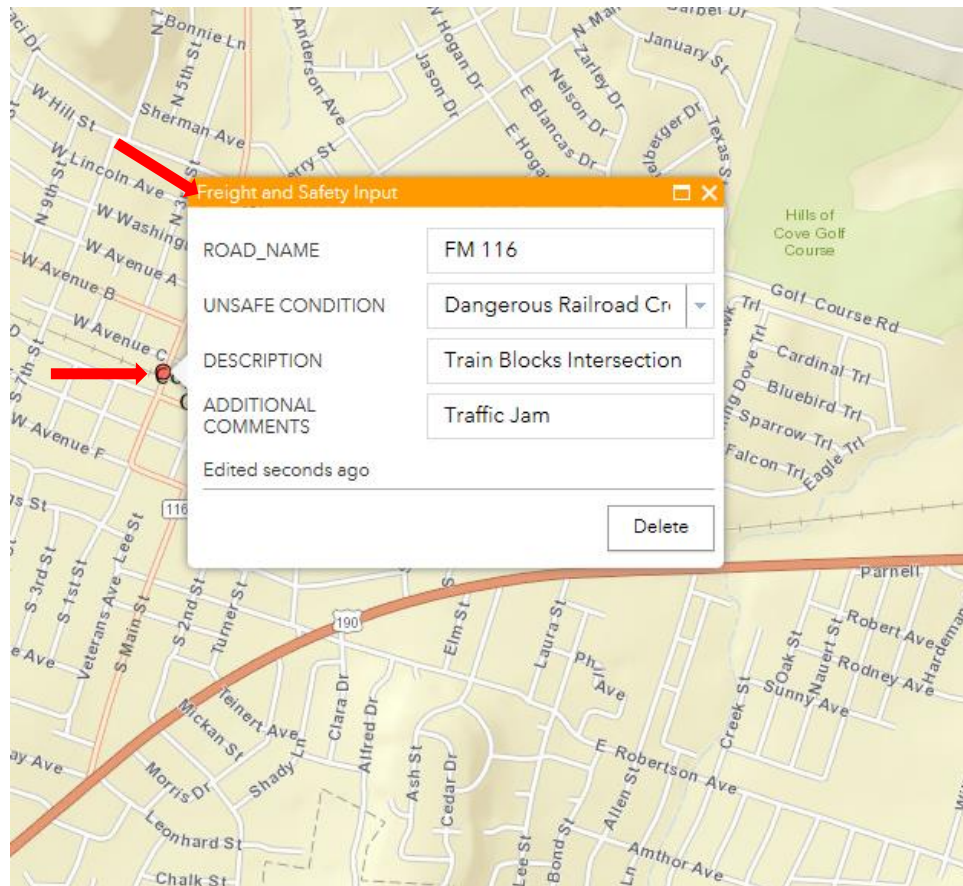 Bonnie Ln
N 5th St
N Anderson Ave
Jason Dr
N Hogan Dr
N Zarley Dr
January St
W Hill St
Sherman Ave
Nelson Dr
E Blancas Dr
Texas St
W Lincoln Ave
N 9th St
W Avenue A
W Avenue B
W Avenue C
S 7th St
W Avenue F
Freight and Safety Input
ROAD_NAME
FM 116
UNSAFE CONDITION
Dangerous Railroad Cr
DESCRIPTION
Train Blocks Intersection
ADDITIONAL
COMMENTS
Traffic Jam
Edited seconds ago
Delete
Hills of
Cove Golf
Course
Golf Course Rd
Cardinal Trl
Bluebird Trl
Sparrow Trl
Falcon Trl
Eagle Trl
116
S 3rd St
S 1st St
Veterans Ave
Lee St
S Main St
S 2nd St
Turner St
190
Elm St
Laura St
Parnell
Robert Ave
Rodney Ave
Hardeman
Oak St
Nauert St
Sunny Ave
Creek St
Teinert Ave
Mickan St
Clara Dr
Alfred Dr
Shady Ln
Morris Dr
Ash St
Cedar Dr
E Robertson Ave
Allen St
Leonhard St
Lee St
Bond St
Amthor Ave
Chalk St